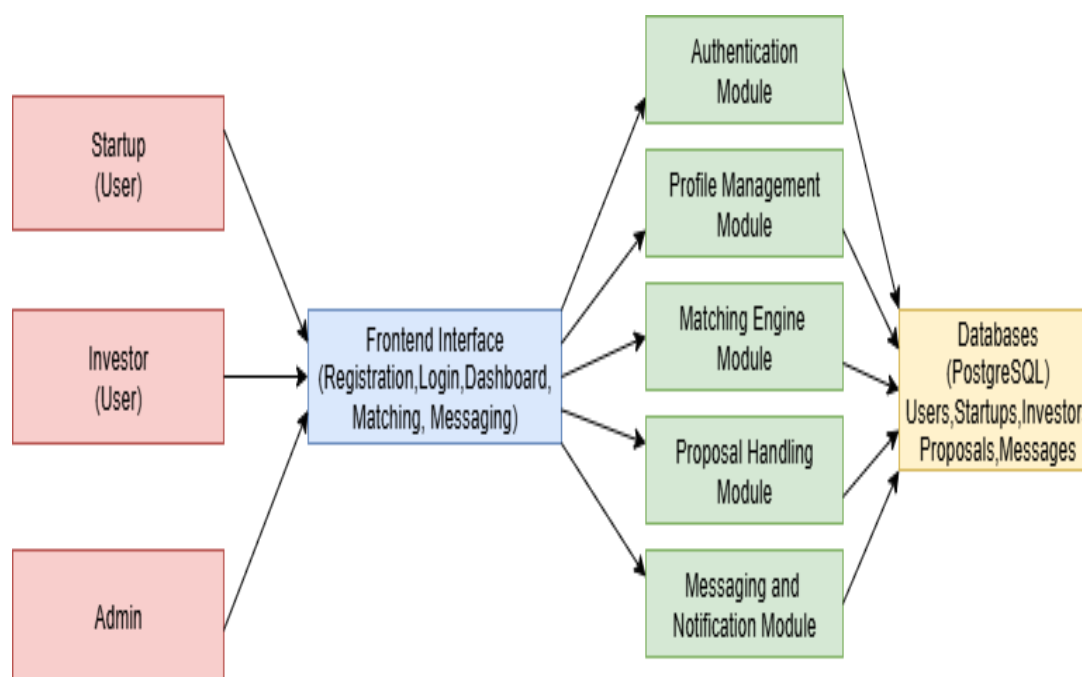 Startup
(User)
Investor
(User)
Admin
Frontend Interface
(Registration,Login,Dashboard,
Matching, Messaging)
Authentication
Module
Profile Management
Module
Matching Engine
Module
Proposal Handling
Module
Messaging and
Notification Module
Databases
(PostgreSQL)
Users,Startups,Investor
Proposals,Messages